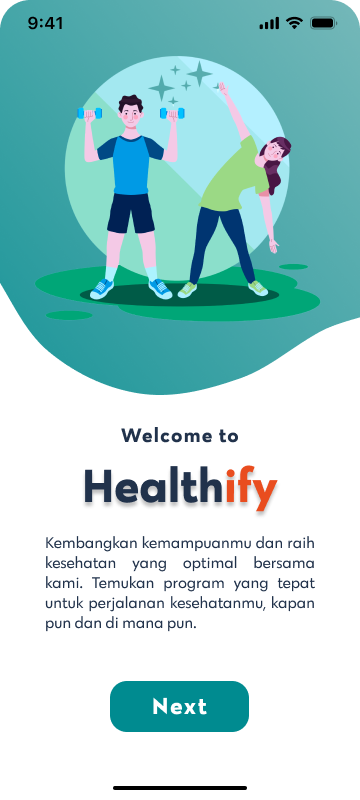 9:41
Welcome to
Healthify
Kembangkan kemampuanmu dan raih
kesehatan yang optimal bersama
kami. Temukan program yang tepat
untuk perjalanan kesehatanmu, kapan
pun dan di mana pun.
Next